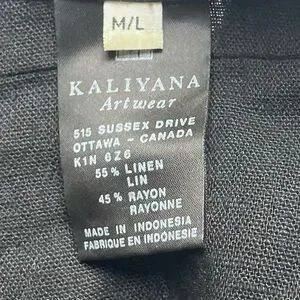 M/L
KALIYANA
Artwear
515 SUSSEX DRIVE
OTTAWA – CANADA
K1N 6Z6
55% LINEN
LIN
45% RAYON
RAYONNE
MADE IN INDONESIA
FABRIQUE EN INDONÉSIE